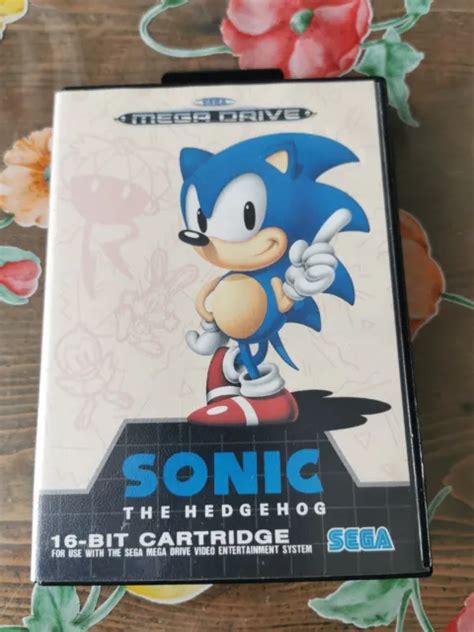 SEGA
MEGA DRIVE
SONIC
THE HEDGEHOG
16-BIT CARTRIDGE
FOR USE WITH THE SEGA MEGA DRIVE VIDEO ENTERTAINMENT SYSTEM
SEGA